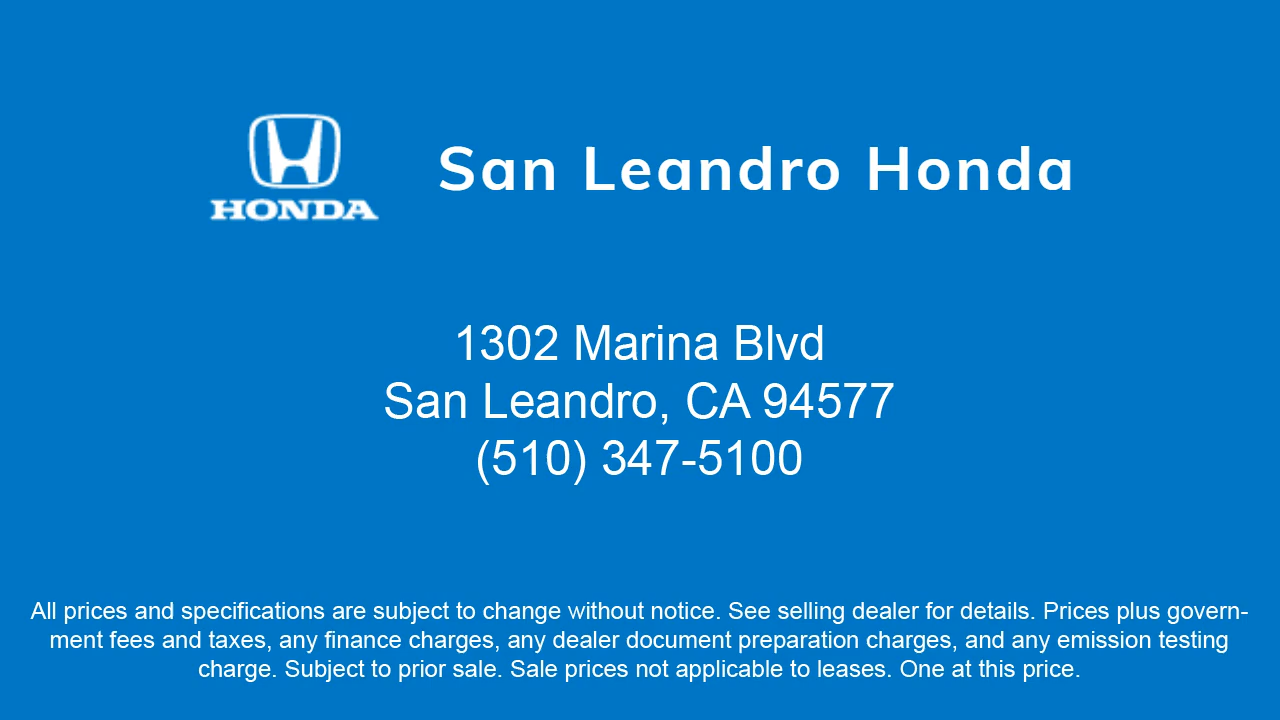 HONDA
San Leandro Honda
1302 Marina Blvd
San Leandro, CA 94577
(510) 347-5100
All prices and specifications are subject to change without notice. See selling dealer for details. Prices plus govern-
ment fees and taxes, any finance charges, any dealer document preparation charges, and any emission testing
charge. Subject to prior sale. Sale prices not applicable to leases. One at this price.